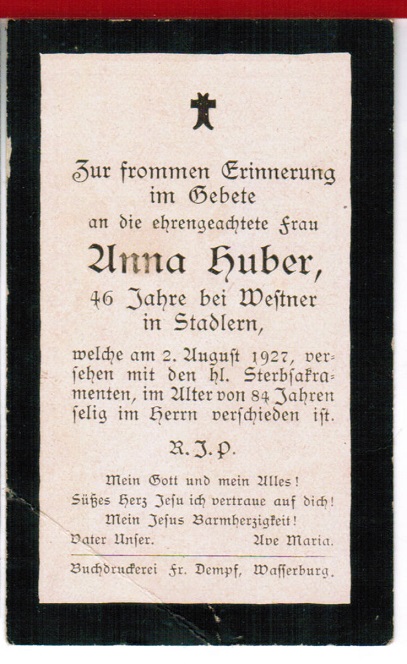 Zur frommen Erinnerung
im Gebete
an die ehrengeachtete Frau
Anna Huber,
46 Jahre bei Westner
in Stadlern,
welche am 2. August 1927, ver-
sehen mit den hl. Sterbsakra-
menten, im Alter von 84 Jahren
selig im Herrn verschieden ist.
R. I. P.
Mein Gott und mein Alles!
Süßes Herz Jesu ich vertraue auf dich!
Mein Jesus Barmherzigkeit!
Vater Unser. Ave Maria.
Buchdruckerei Fr. Dempf, Wasserburg.